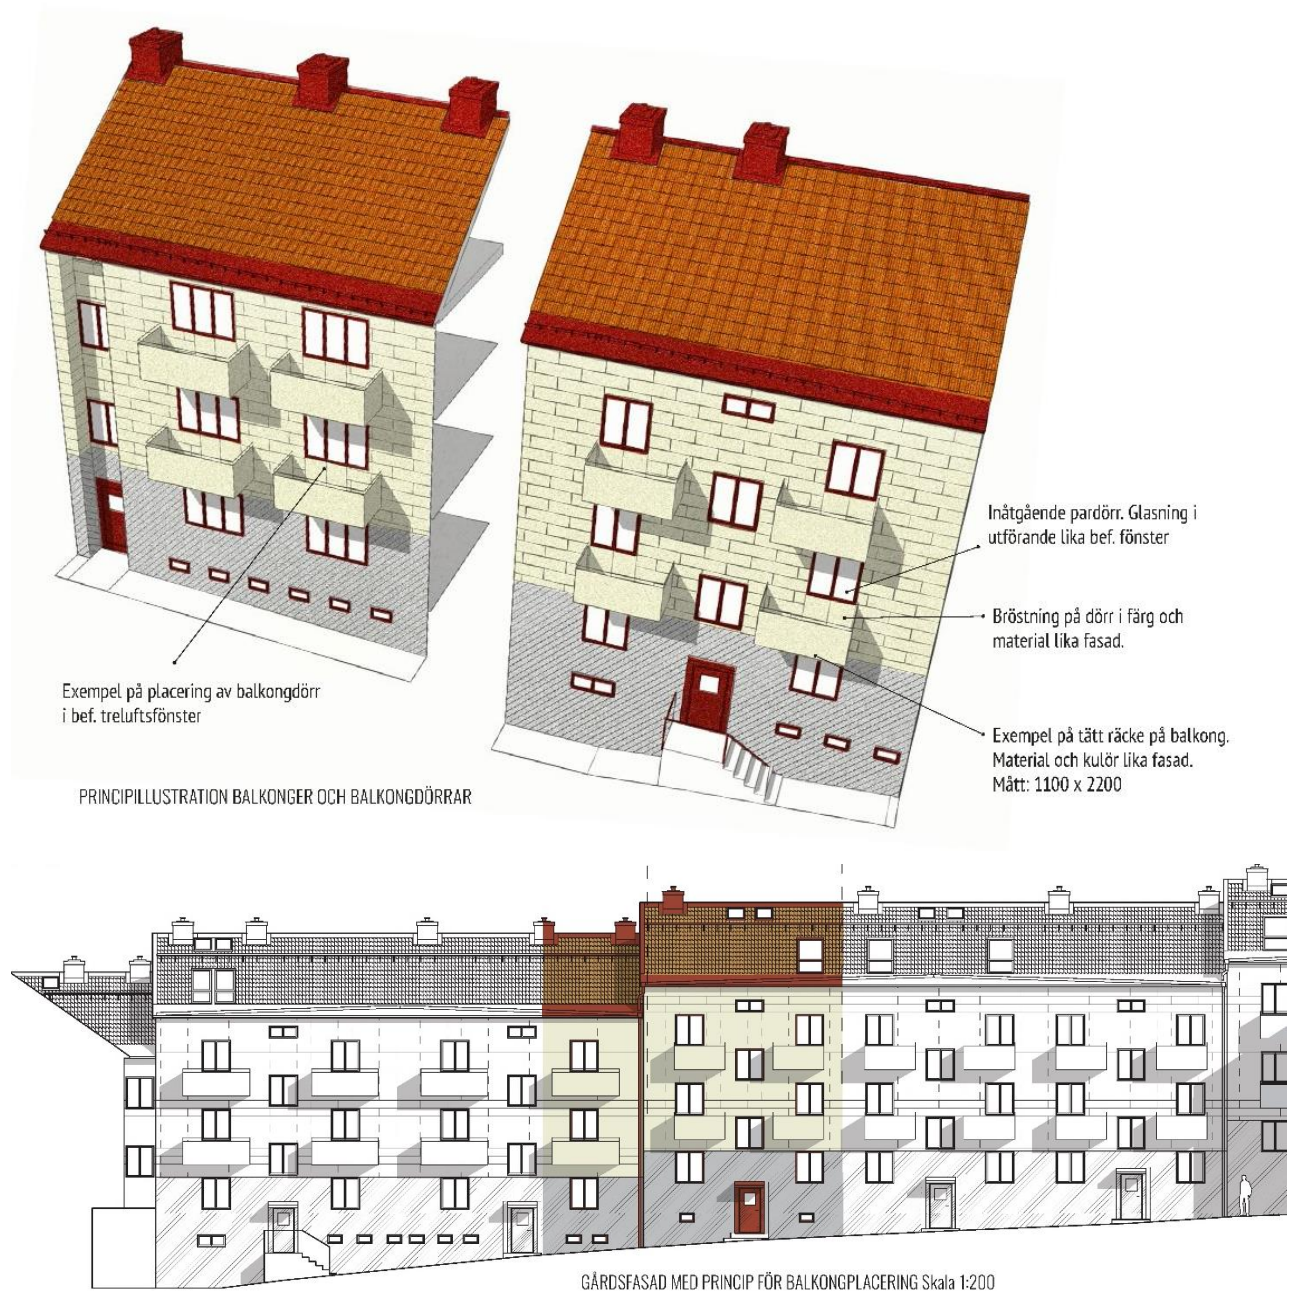 Inåtgående pardörr. Glasning i
utförande lika bef. fönster
Bröstning på dörr i färg och
material lika fasad.
Exempel på placering av balkongdörr
i bef. treluftsfönster
Exempel på tätt räcke på balkong.
Material och kulör lika fasad.
Mått: 1100 x 2200
PRINCIPILLUSTRATION BALKONGER OCH BALKONGDÖRRAR
GÅRDSFASAD MED PRINCIP FÖR BALKONGPLACERING Skala 1:200